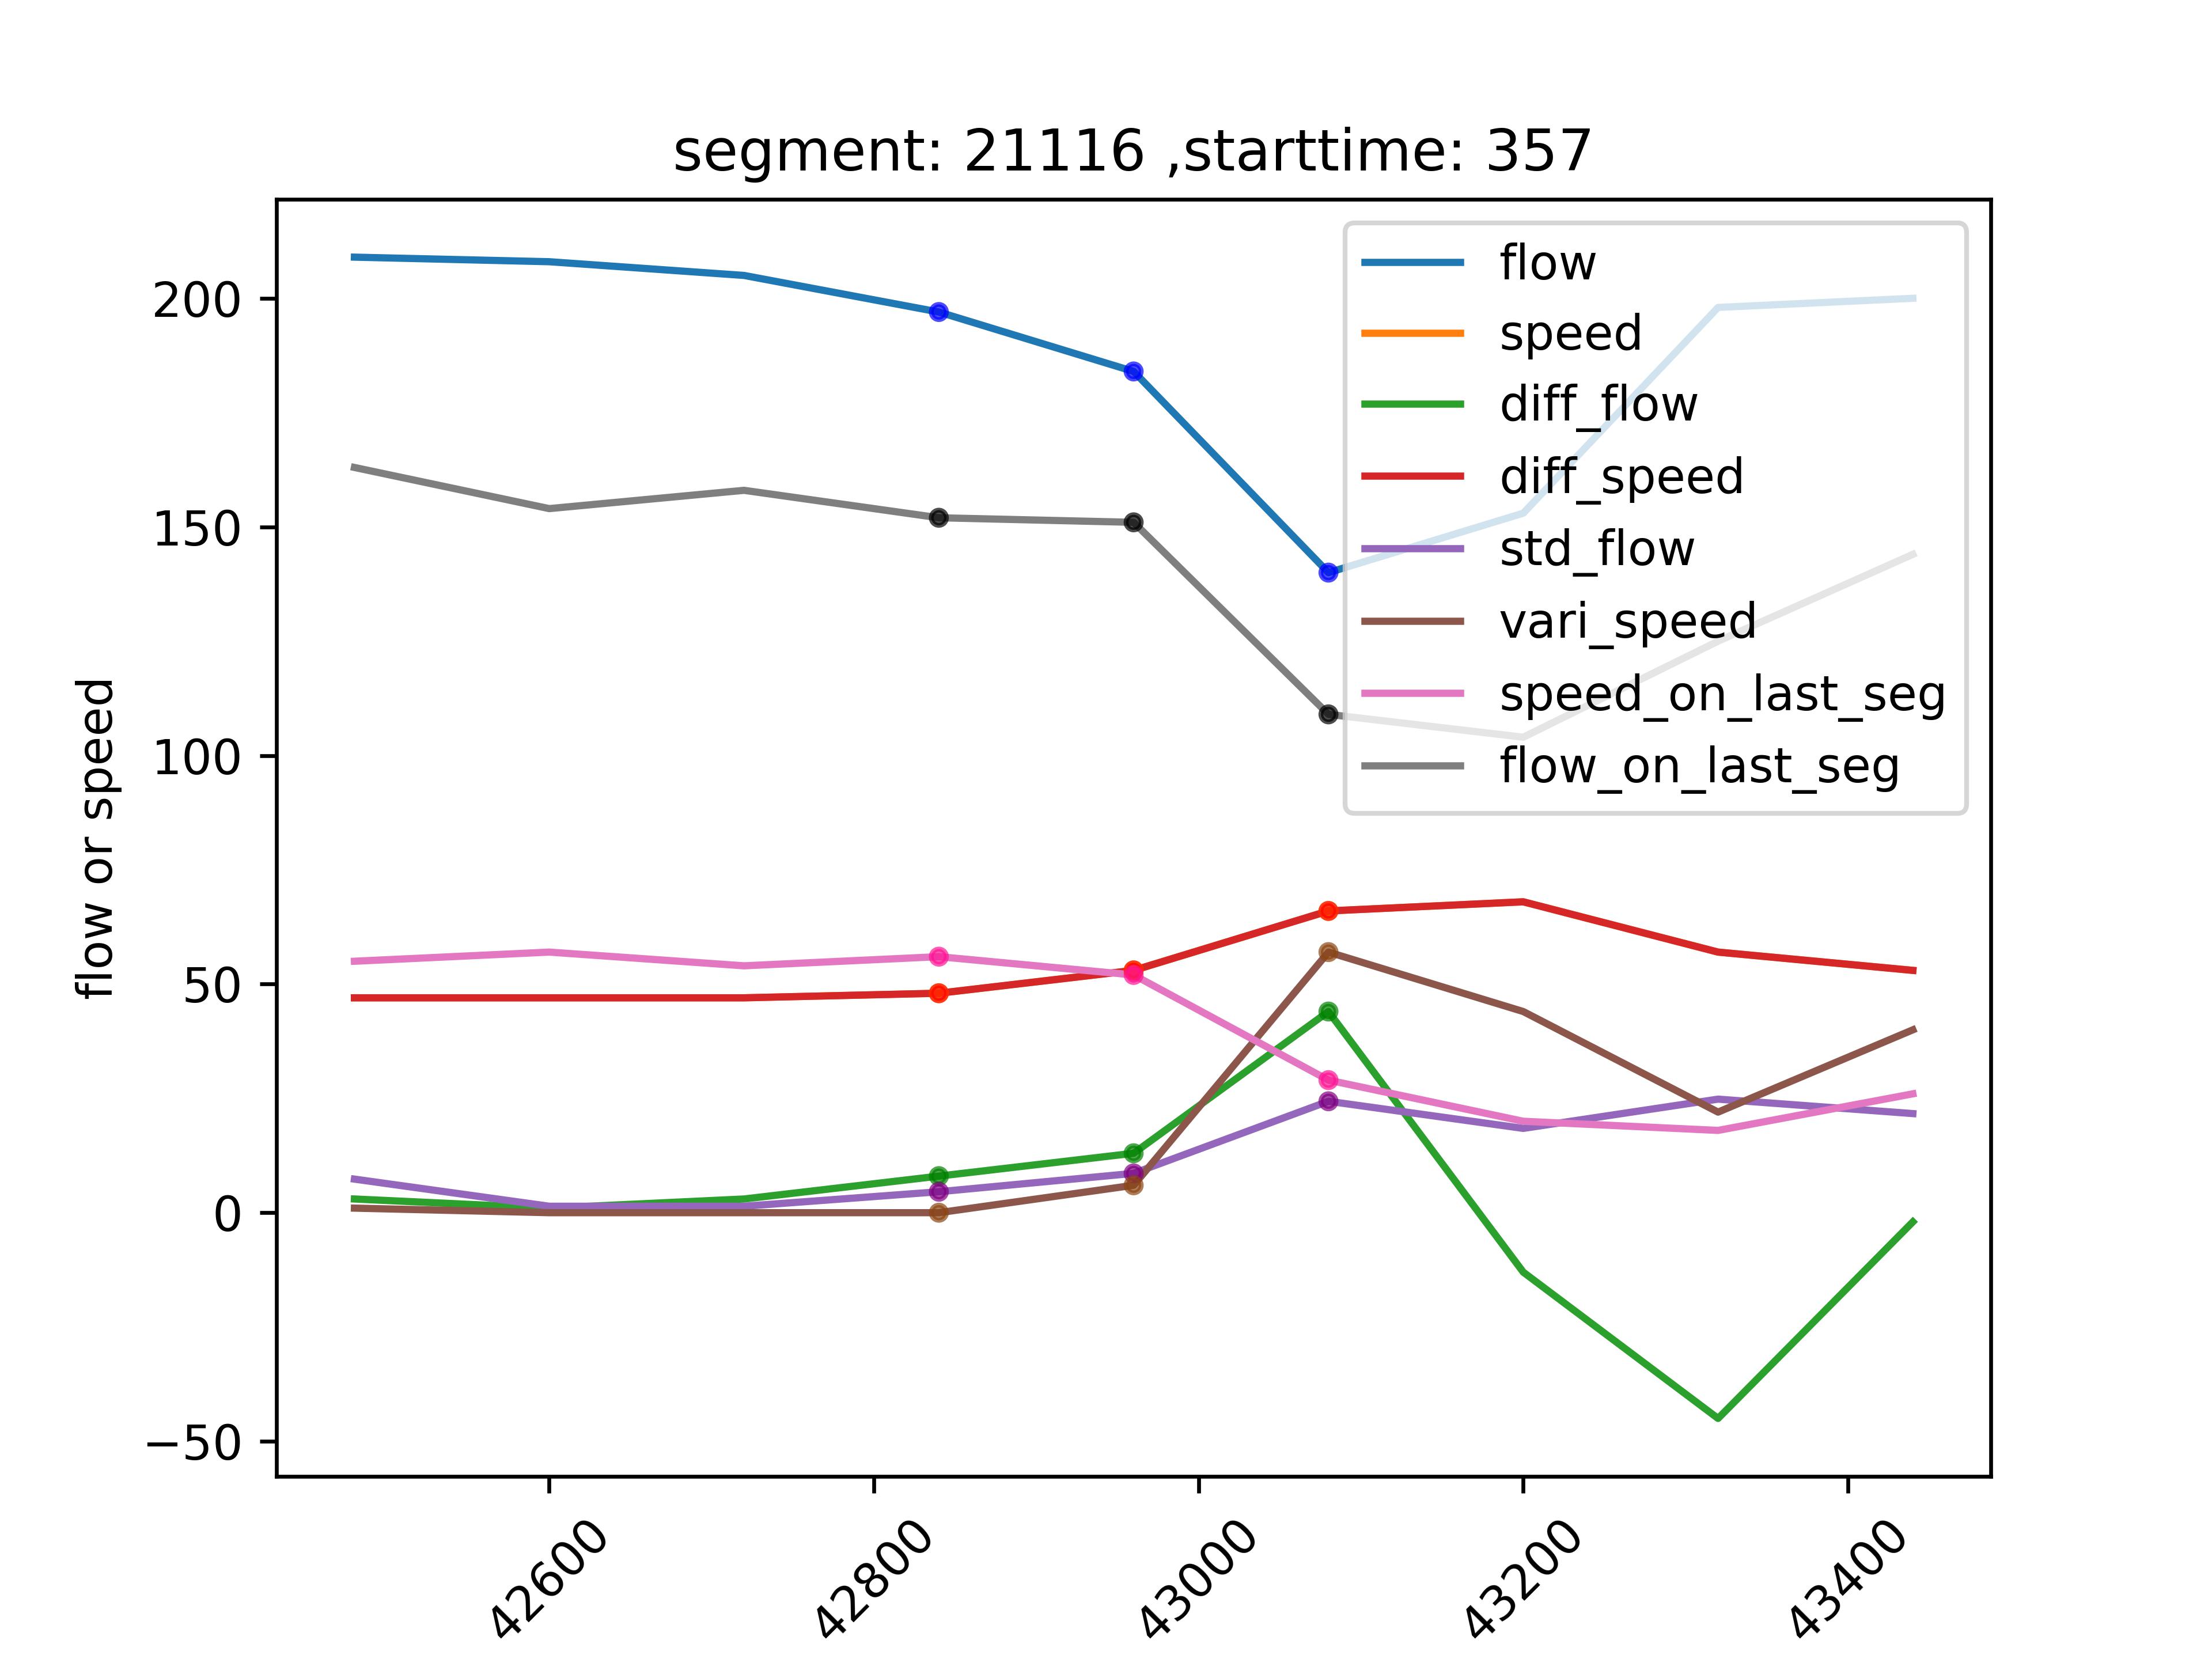 segment: 21116 ,starttime: 357
flow or speed
200
150
100
50
0
−50
flow
speed
diff_flow
diff_speed
std_flow
vari_speed
speed_on_last_seg
flow_on_last_seg
42600
42800
43000
43200
43400